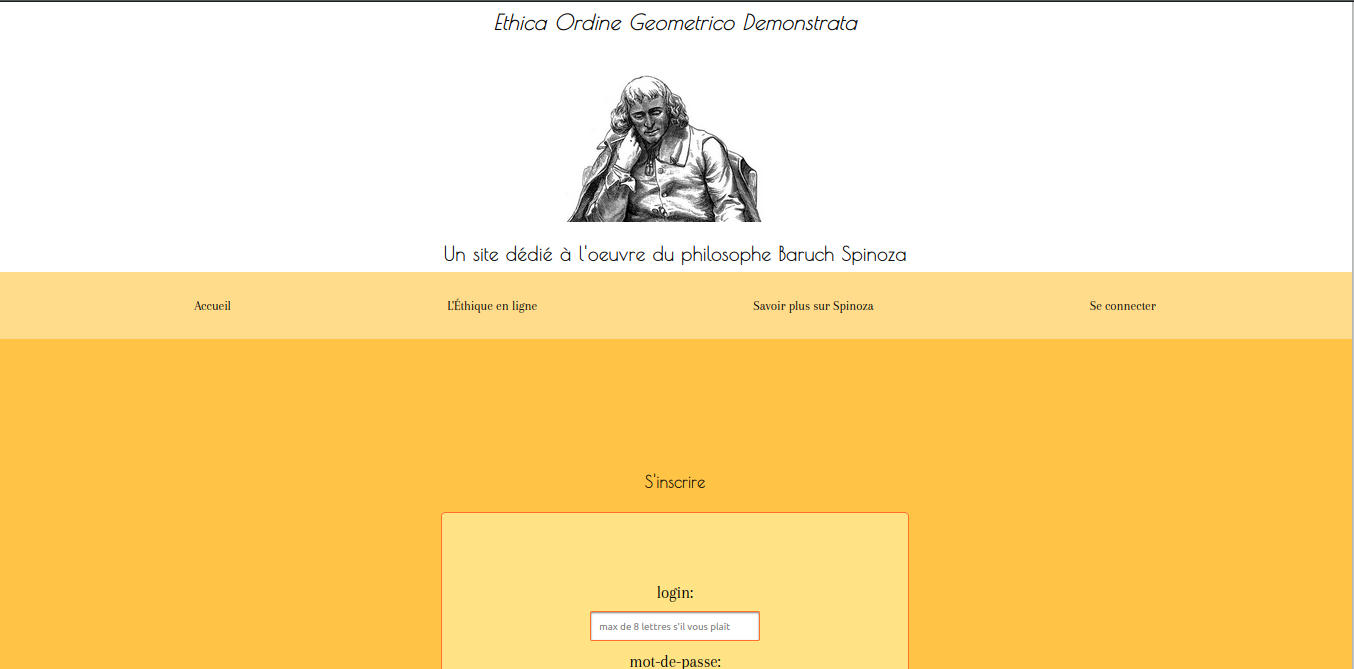 Ethica Ordine Geometrico Demonstrata
Un site dédié à l'oeuvre du philosophe Baruch Spinoza
Accueil
L'Éthique en ligne
Savoir plus sur Spinoza
Se connecter
S'inscrire
login:
max de 8 lettres s'il vous plaît
mot-de-passe: